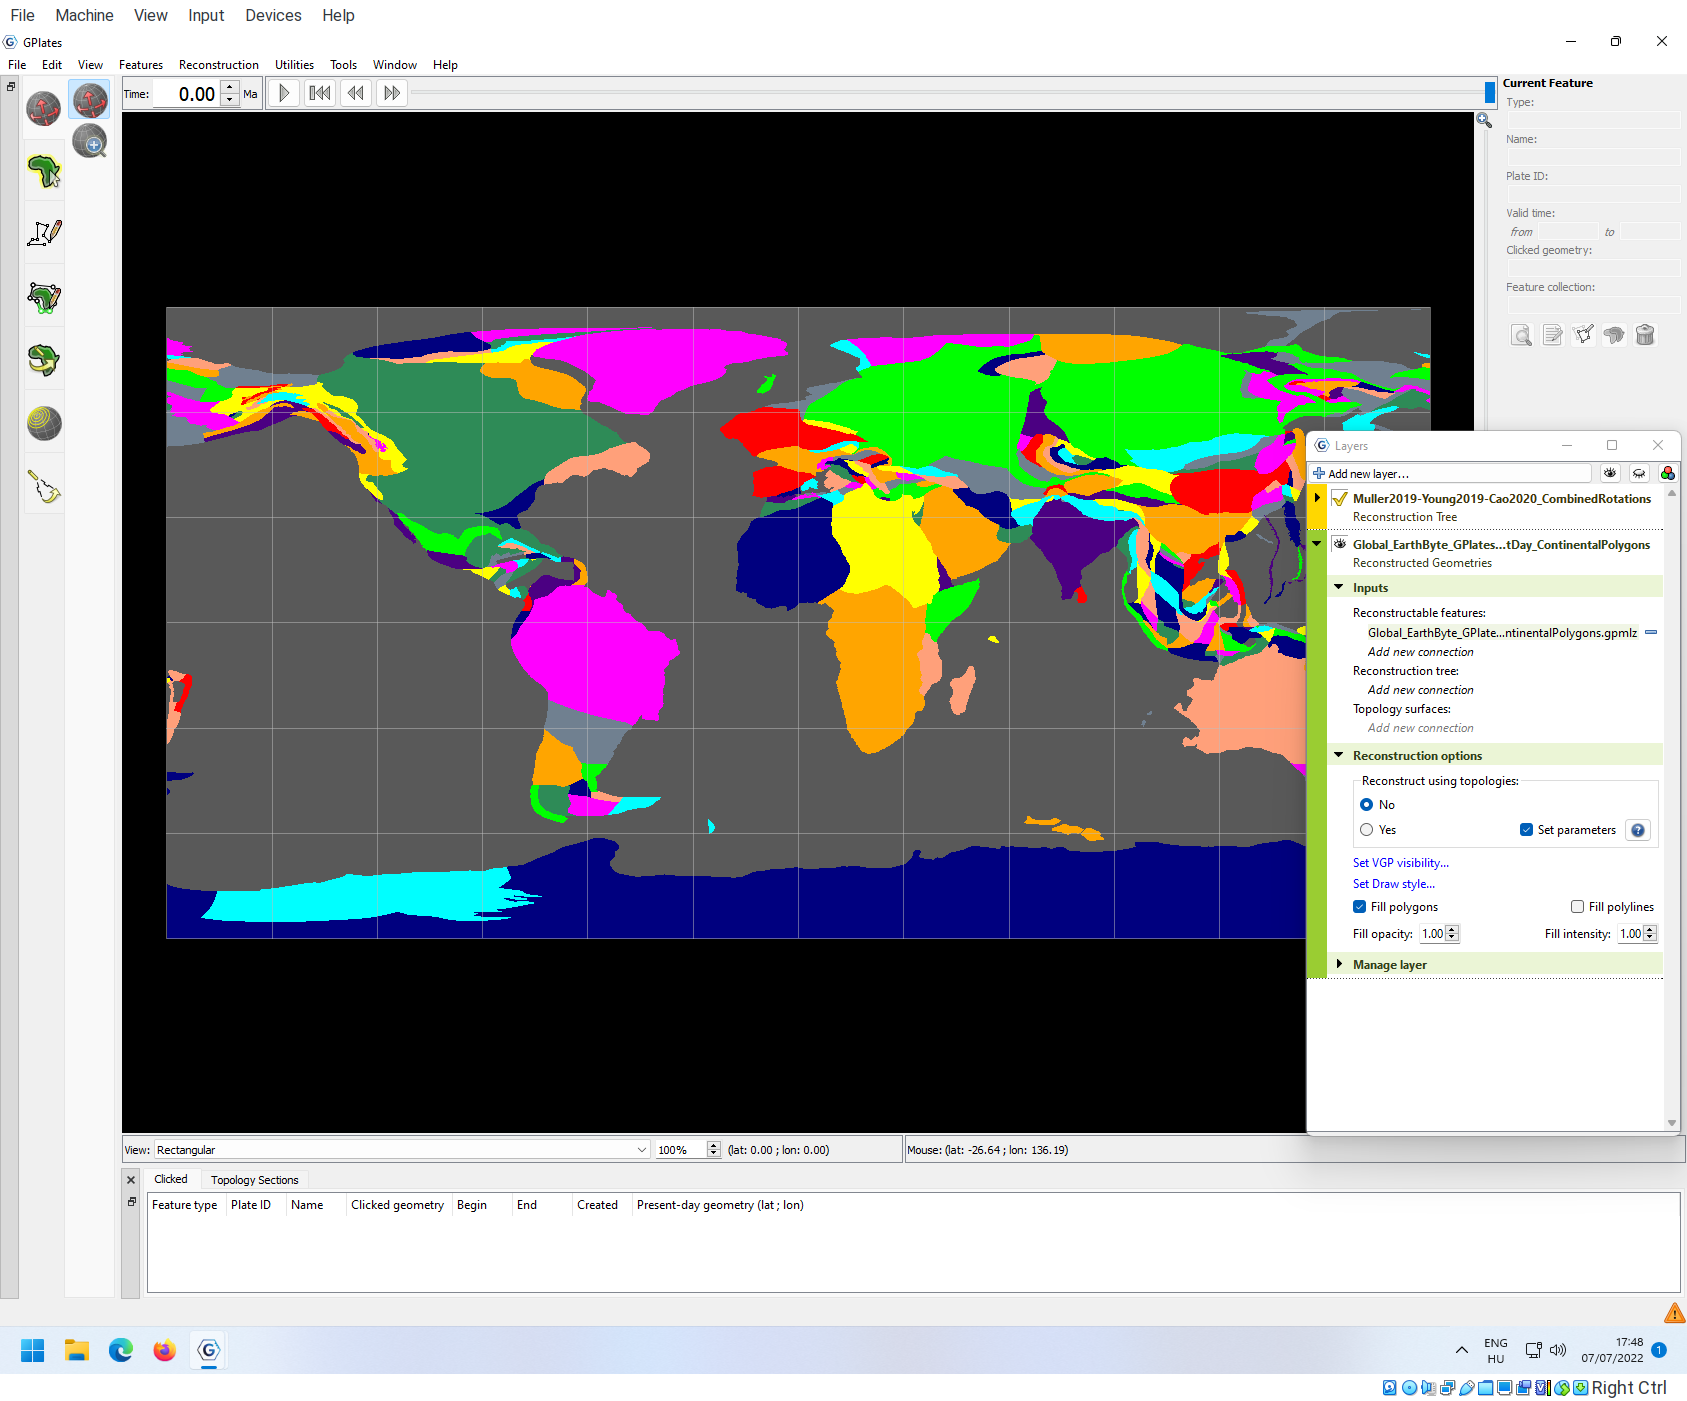 File Machine View Input Devices Help
GPlates
File Edit View Features Reconstruction Utilities Tools Window Help
Time: 0.00 Ma
Current Feature
Type:
Name:
Plate ID:
Valid time:
from to
Clicked geometry:
Feature collection:
Layers
Add new layer...
Muller2019-Young2019-Cao2020_CombinedRotations
Reconstruction Tree
Global_EarthByte_GPlates...tDay_ContinentalPolygons
Reconstructed Geometries
Inputs
Reconstructable features:
Global_EarthByte_GPlate...ntinentalPolygons.gpmlz
Add new connection
Reconstruction tree:
Add new connection
Topology surfaces:
Add new connection
Reconstruction options
Reconstruct using topologies:
No
Yes Set parameters ?
Set VGP visibility...
Set Draw style...
Fill polygons Fill polylines
Fill opacity: 1.00 Fill intensity: 1.00
Manage layer
View: Rectangular 100% (lat: 0.00 ; lon: 0.00) Mouse: (lat: -26.64 ; lon: 136.19)
Clicked Topology Sections
Feature type Plate ID Name Clicked geometry Begin End Created Present-day geometry (lat ; lon)
ENG 17:48
HU 07/07/2022 1
Right Ctrl